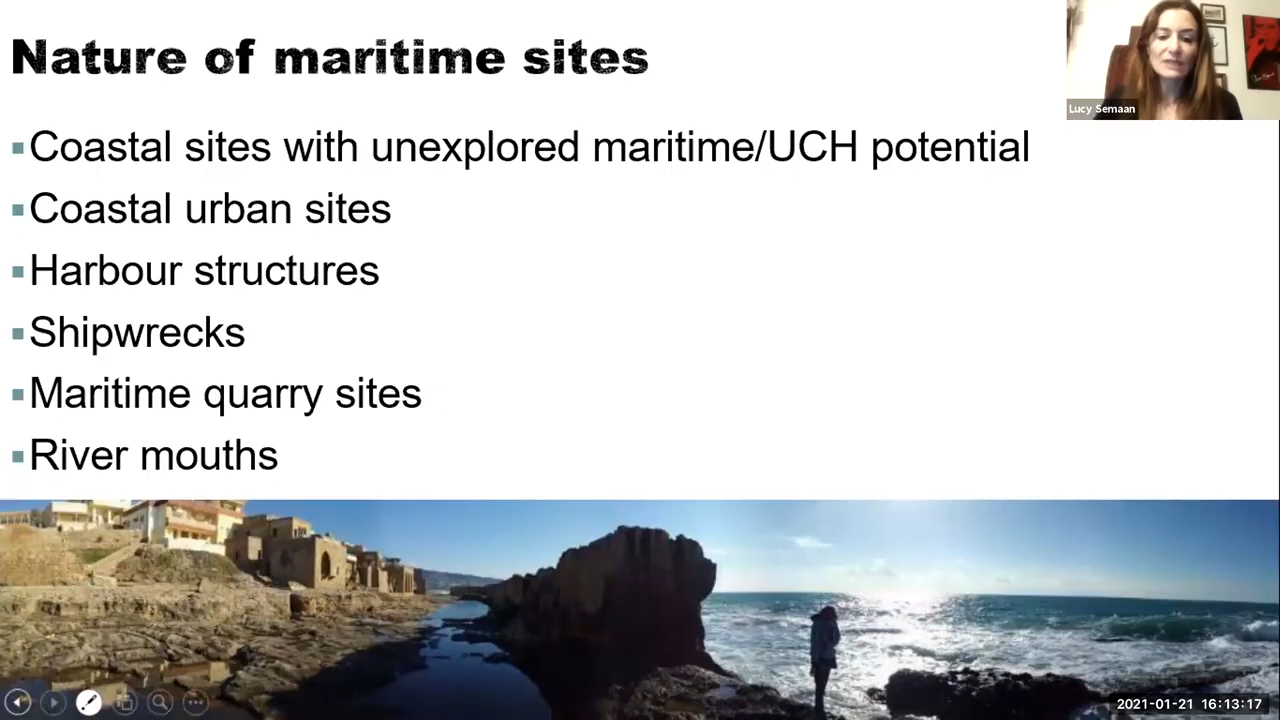 Nature of maritime sites
Lucy Semaan
▪Coastal sites with unexplored maritime/UCH potential
▪Coastal urban sites
▪Harbour structures
▪Shipwrecks
▪Maritime quarry sites
▪River mouths
2021-01-21 16:13:17